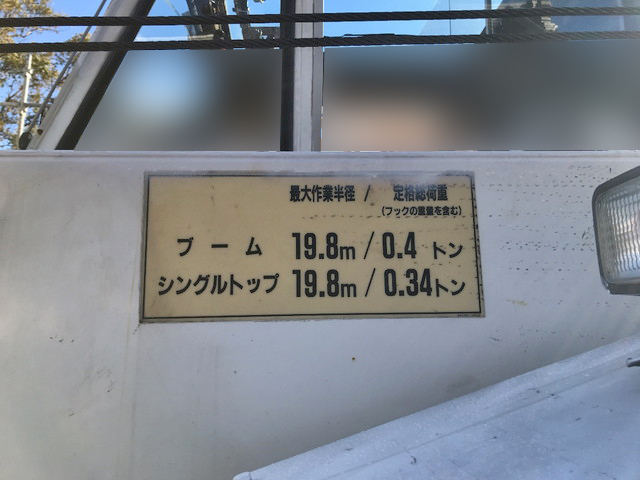 最大作業半径 / 定格総荷重
(フックの重量を含む)
ブーム 19.8m / 0.4 トン
シングルトップ 19.8m / 0.34トン